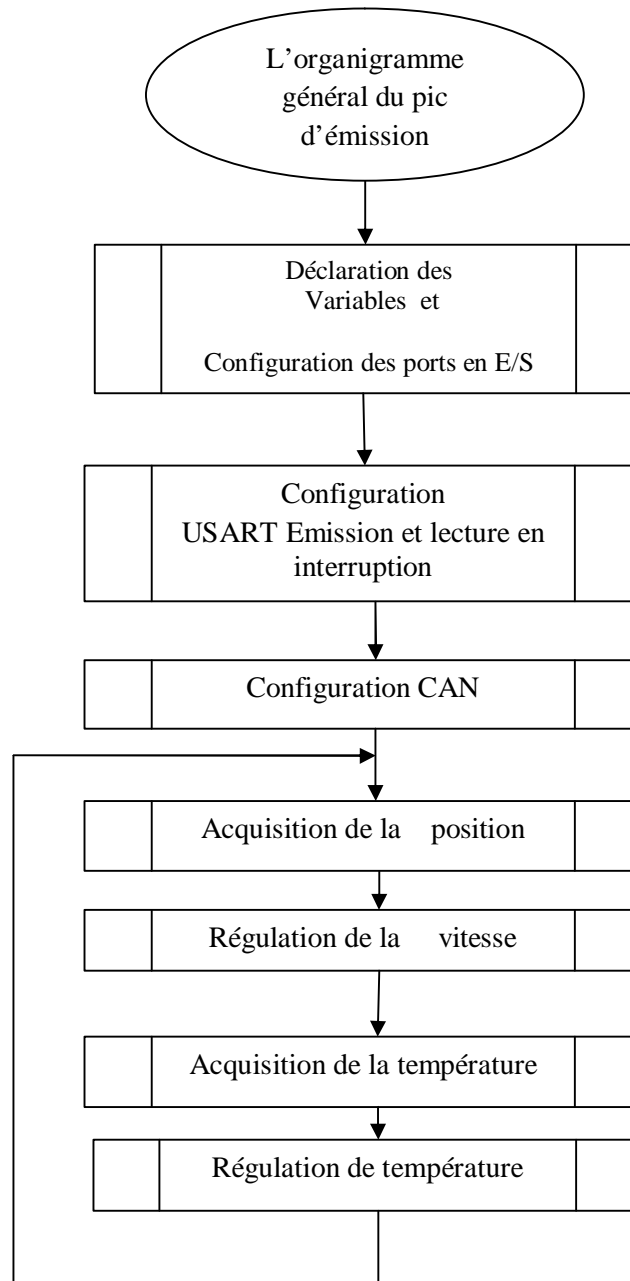 L’organigramme
général du pic
d’émission
Déclaration des
Variables et
Configuration des ports en E/S
Configuration
USART Emission et lecture en
interruption
Configuration CAN
Acquisition de la position
Régulation de la vitesse
Acquisition de la température
Régulation de température